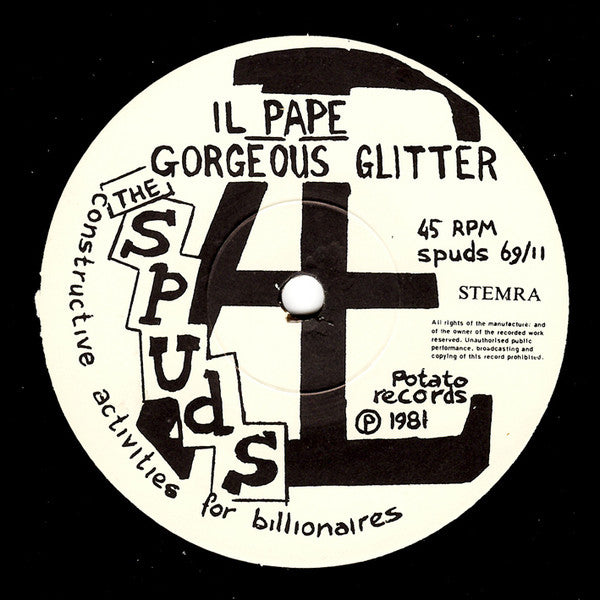 IL PAPE
GORGEOUS GLITTER
THE
SPUdS
constructive activities for billionaires
45 RPM
spuds 69/11
STEMRA
All rights of the manufacturer and
of the owner of the recorded work
reserved. Unauthorised public
performance, broadcasting and
copying of this record prohibited.
Potato
records
Ⓟ 1981